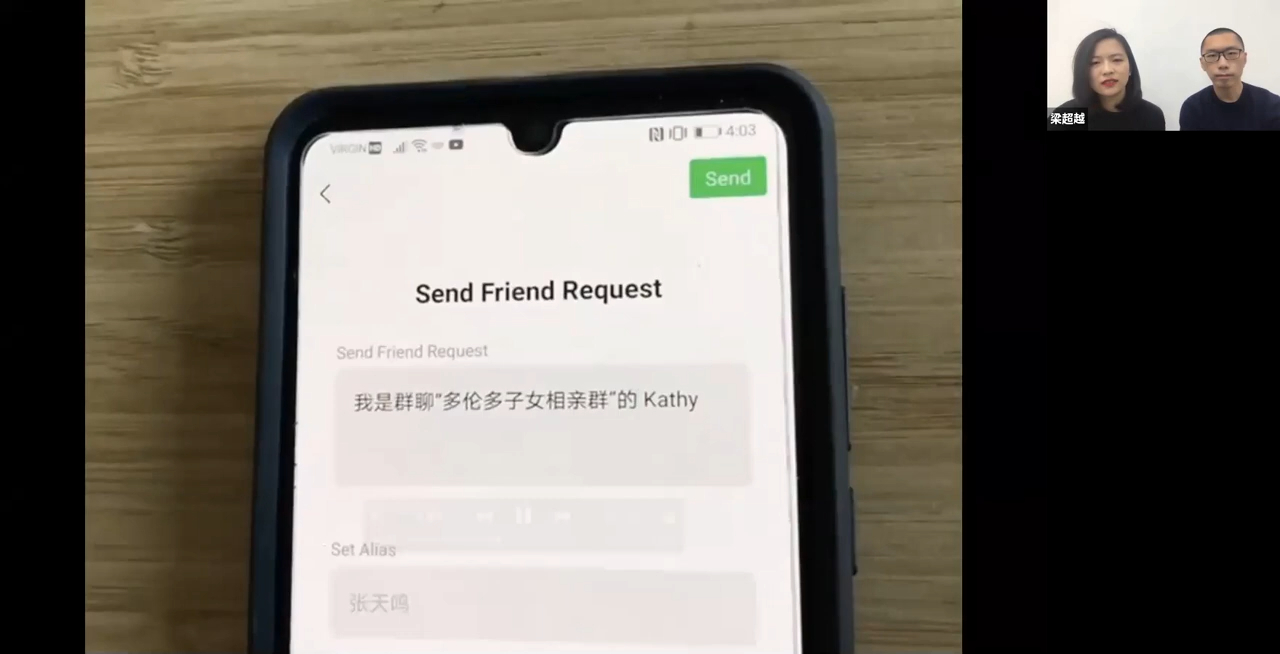 VIRGIN HD
4:03
Send
Send Friend Request
Send Friend Request
我是群聊"多伦多子女相亲群"的 Kathy
Set Alias
张天鸣
梁超越